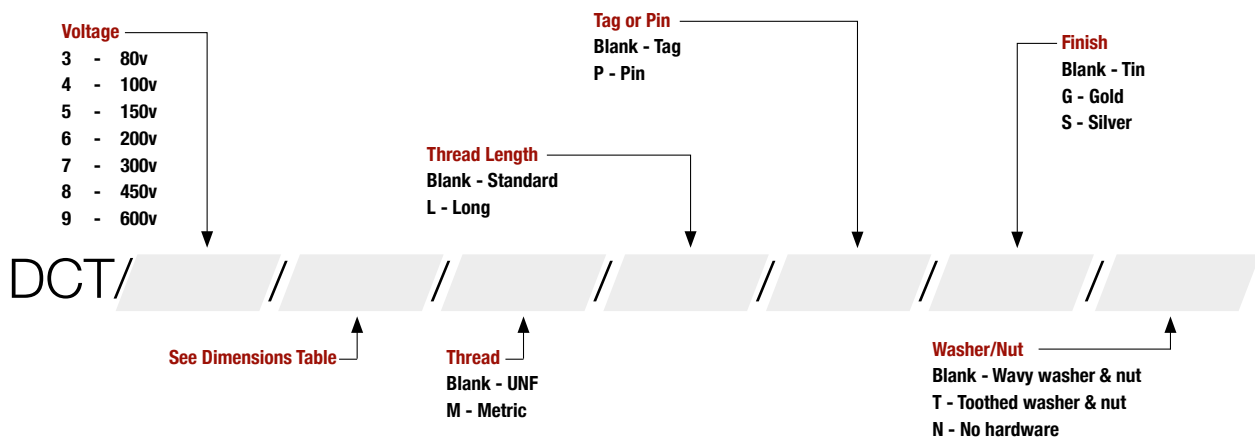 Voltage
3 - 80v
4 - 100v
5 - 150v
6 - 200v
7 - 300v
8 - 450v
9 - 600v
Thread Length
Blank - Standard
L - Long
Tag or Pin
Blank - Tag
P - Pin
Finish
Blank - Tin
G - Gold
S - Silver
DCT/ / / / / / /
See Dimensions Table
Thread
Blank - UNF
M - Metric
Washer/Nut
Blank - Wavy washer & nut
T - Toothed washer & nut
N - No hardware